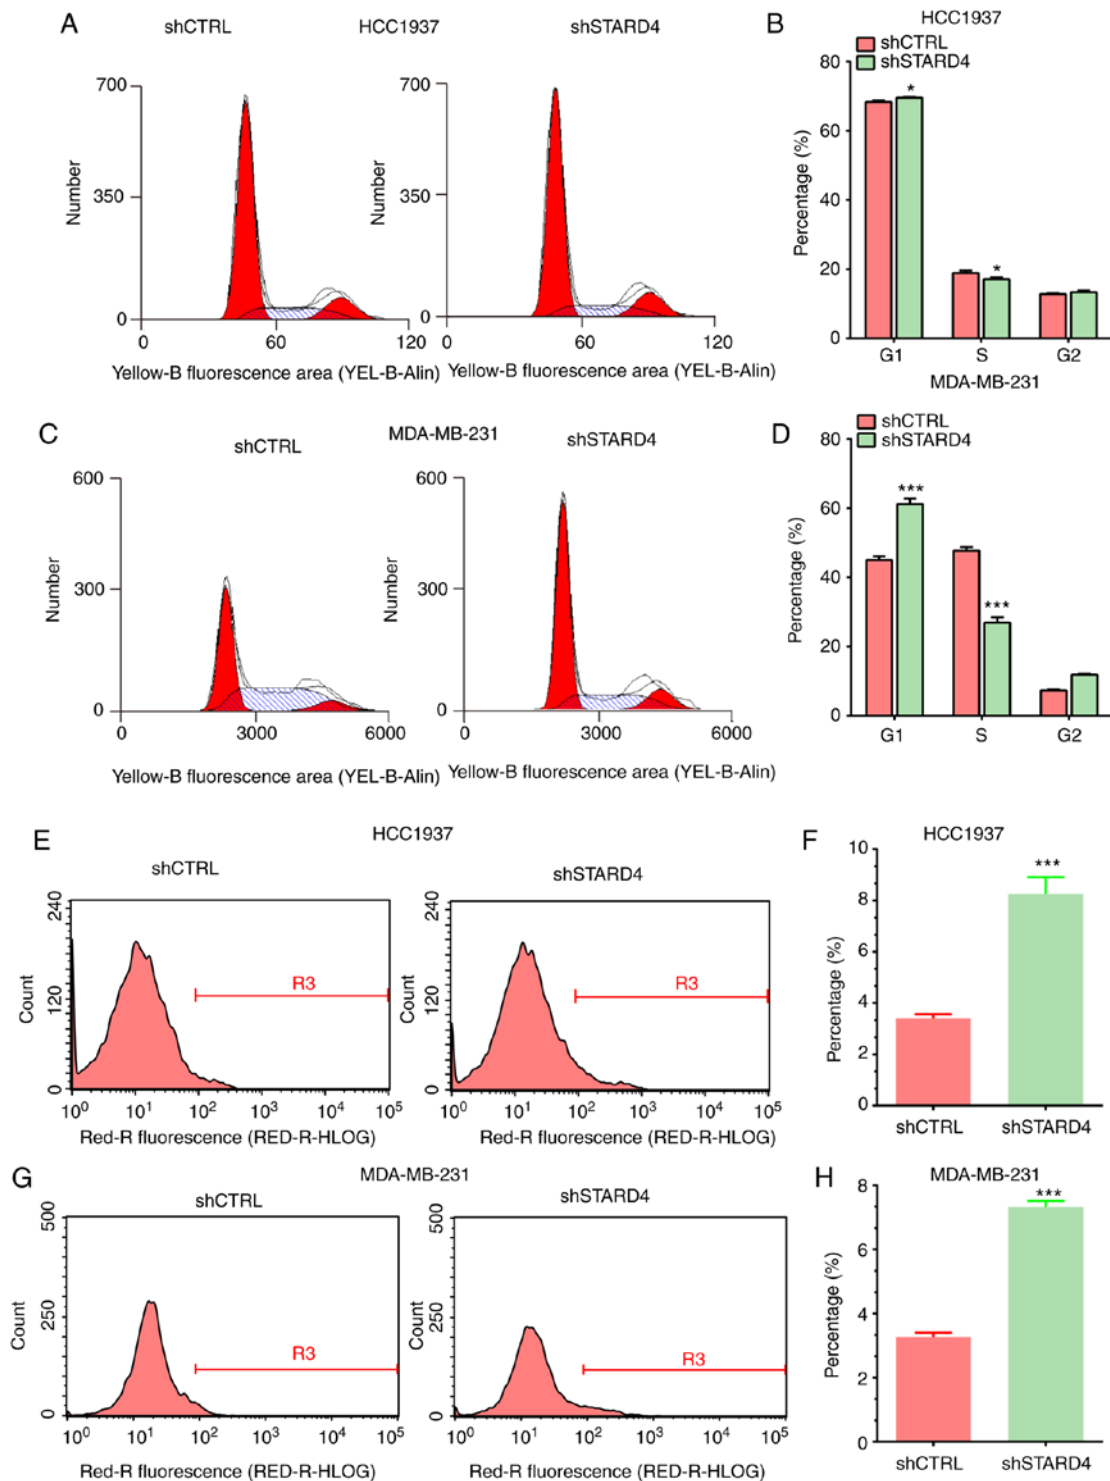 A
shCTRL
HCC1937
shSTARD4
700
350
0
Number
0
60
120
Yellow-B fluorescence area (YEL-B-Alin)
700
350
0
Number
0
60
120
Yellow-B fluorescence area (YEL-B-Alin)
B
HCC1937
shCTRL
shSTARD4
80
60
40
20
0
Percentage (%)
*
*
G1
S
G2
C
MDA-MB-231
shCTRL
shSTARD4
600
300
0
Number
0
3000
6000
Yellow-B fluorescence area (YEL-B-Alin)
600
300
0
Number
0
3000
6000
Yellow-B fluorescence area (YEL-B-Alin)
D
MDA-MB-231
shCTRL
shSTARD4
80
60
40
20
0
Percentage (%)
***
***
G1
S
G2
E
HCC1937
shCTRL
shSTARD4
240
120
0
Count
R3
10⁰
10¹
10²
10³
10⁴
10⁵
Red-R fluorescence (RED-R-HLOG)
240
120
0
Count
R3
10⁰
10¹
10²
10³
10⁴
10⁵
Red-R fluorescence (RED-R-HLOG)
F
HCC1937
10
8
6
4
2
0
Percentage (%)
***
shCTRL
shSTARD4
G
MDA-MB-231
shCTRL
shSTARD4
500
250
0
Count
R3
10⁰
10¹
10²
10³
10⁴
10⁵
Red-R fluorescence (RED-R-HLOG)
500
250
0
Count
R3
10⁰
10¹
10²
10³
10⁴
10⁵
Red-R fluorescence (RED-R-HLOG)
H
MDA-MB-231
8
6
4
2
0
Percentage (%)
***
shCTRL
shSTARD4